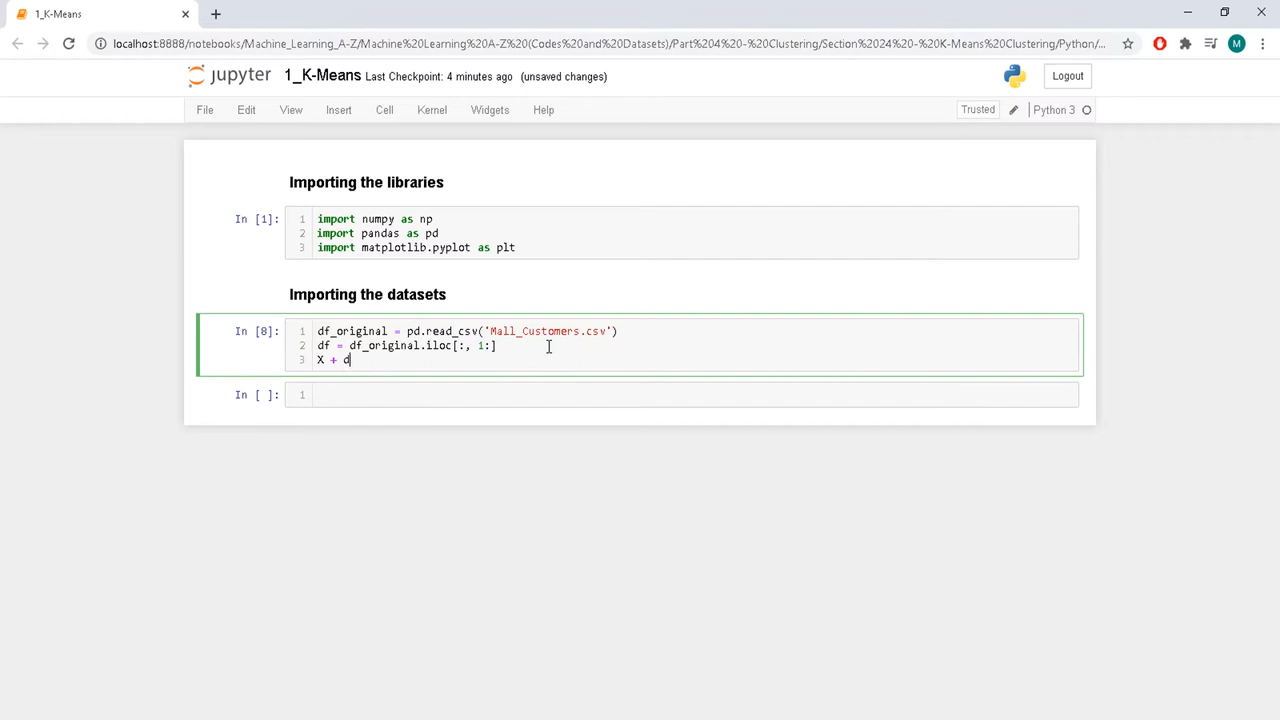 1_K-Means
localhost:8888/notebooks/Machine_Learning_A-Z/Machine%20Learning%20A-Z%20(Codes%20and%20Datasets)/Part%204%20-%20Clustering/Section%2024%20-%20K-Means%20Clustering/Python/...
M
jupyter 1_K-Means Last Checkpoint: 4 minutes ago (unsaved changes)
Logout
File Edit View Insert Cell Kernel Widgets Help Trusted Python 3
Importing the libraries
In [1]: 1 import numpy as np
2 import pandas as pd
3 import matplotlib.pyplot as plt
Importing the datasets
In [8]: 1 df_original = pd.read_csv('Mall_Customers.csv')
2 df = df_original.iloc[:, 1:]
3 X + d
In [ ]: 1